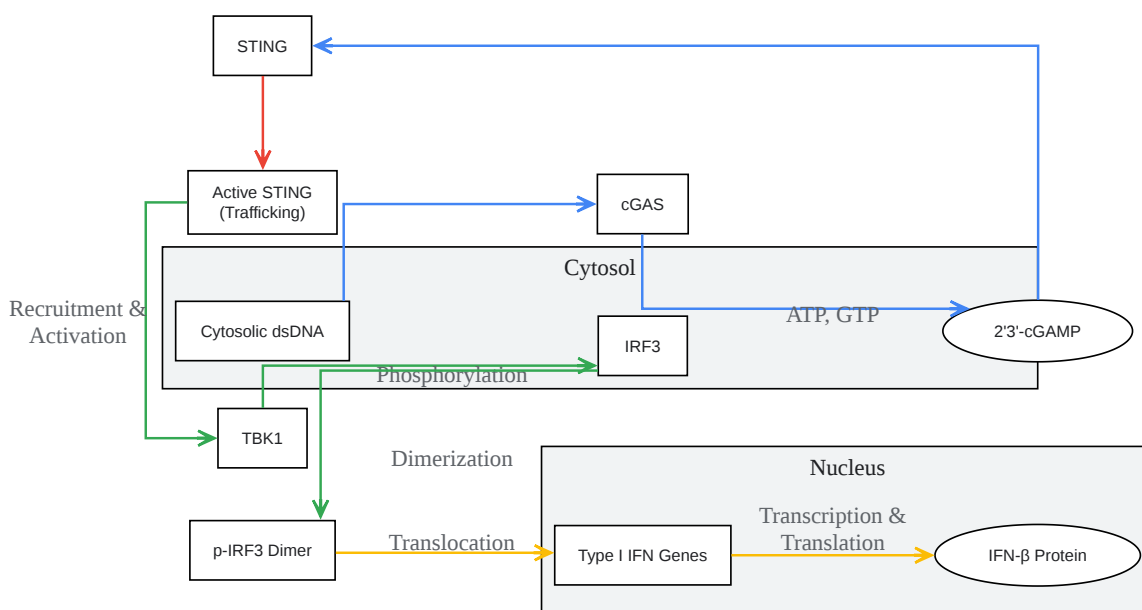 STING
Active STING
(Trafficking)
cGAS
Cytosol
Recruitment &
Activation
Cytosolic dsDNA
ATP, GTP
2'3'-cGAMP
IRF3
Phosphorylation
TBK1
Dimerization
Nucleus
p-IRF3 Dimer
Translocation
Type I IFN Genes
Transcription &
Translation
IFN-β Protein